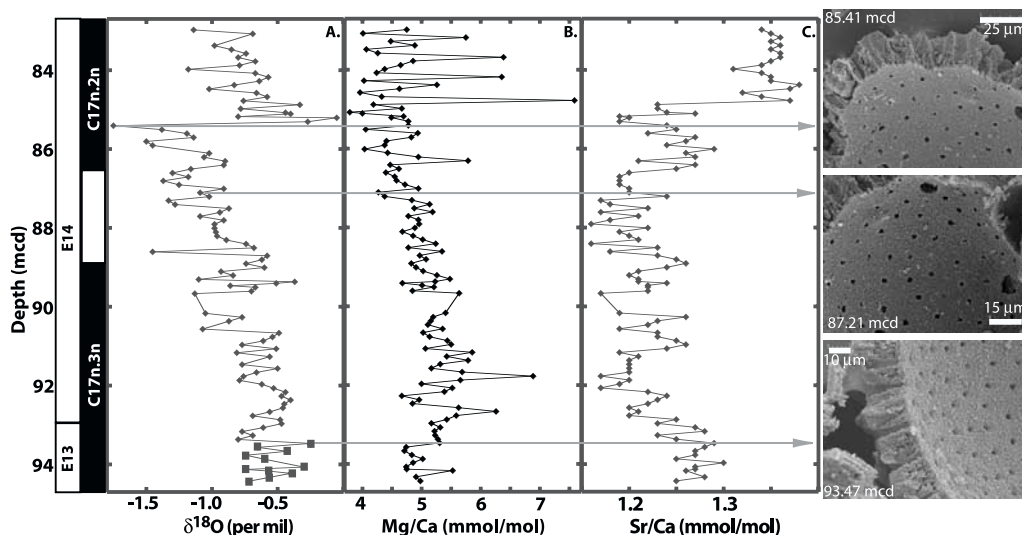 A.
B.
C.
85.41 mcd
25 μm
87.21 mcd
15 μm
10 μm
93.47 mcd
Depth (mcd)
E14
E13
C17n.2n
C17n.3n
84
86
88
90
92
94
-1.5 -1.0 -0.5
δ18O (per mil)
4 5 6 7
Mg/Ca (mmol/mol)
1.2 1.3
Sr/Ca (mmol/mol)